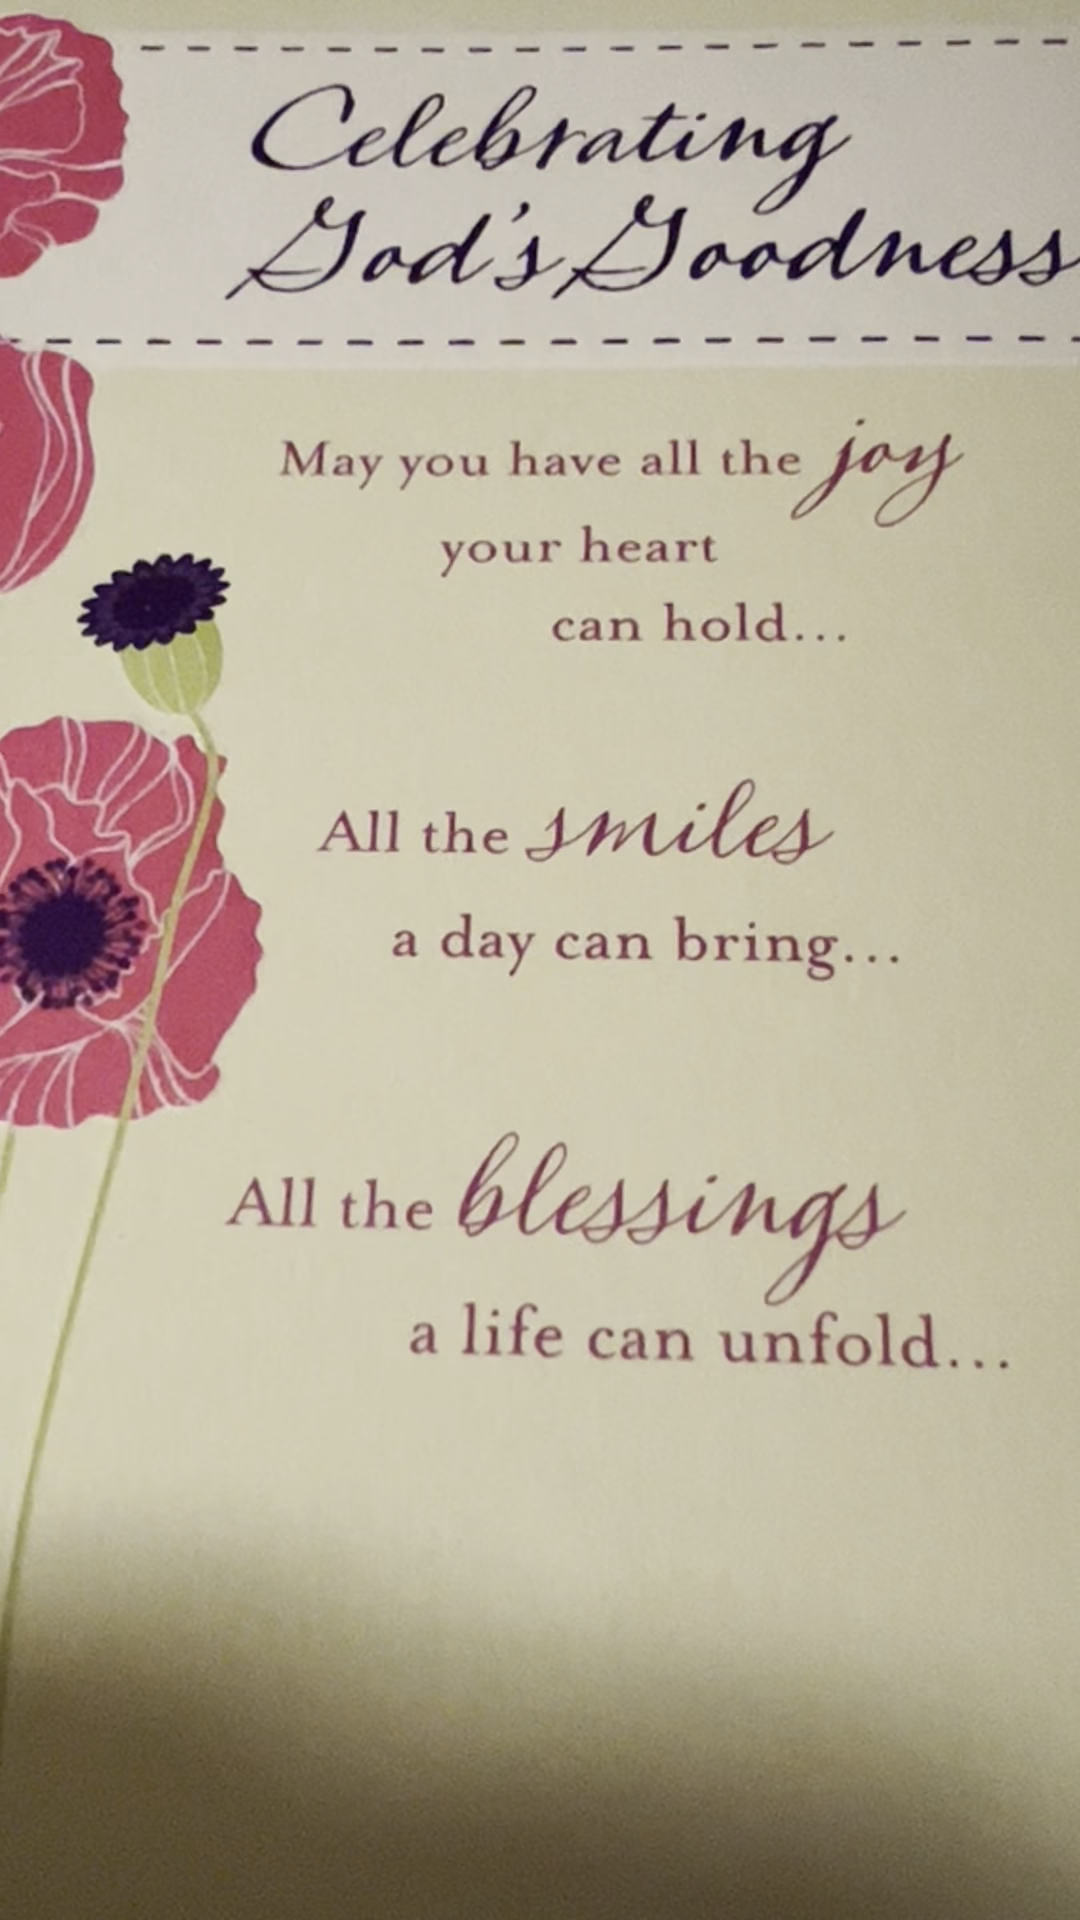 Celebrating
God's Goodness
May you have all the joy
your heart
can hold...
All the smiles
a day can bring...
All the blessings
a life can unfold...